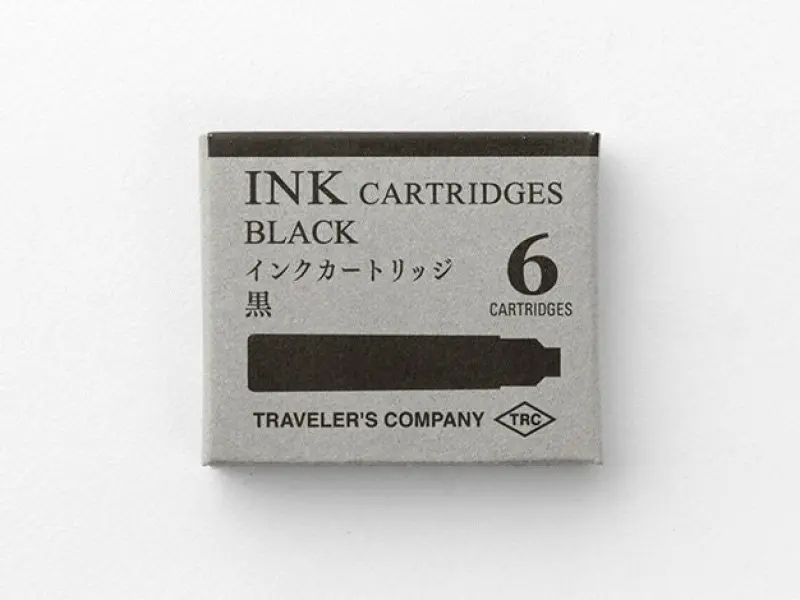 INK CARTRIDGES
BLACK
インクカートリッジ
黒
6
CARTRIDGES
TRAVELER'S COMPANY TRC